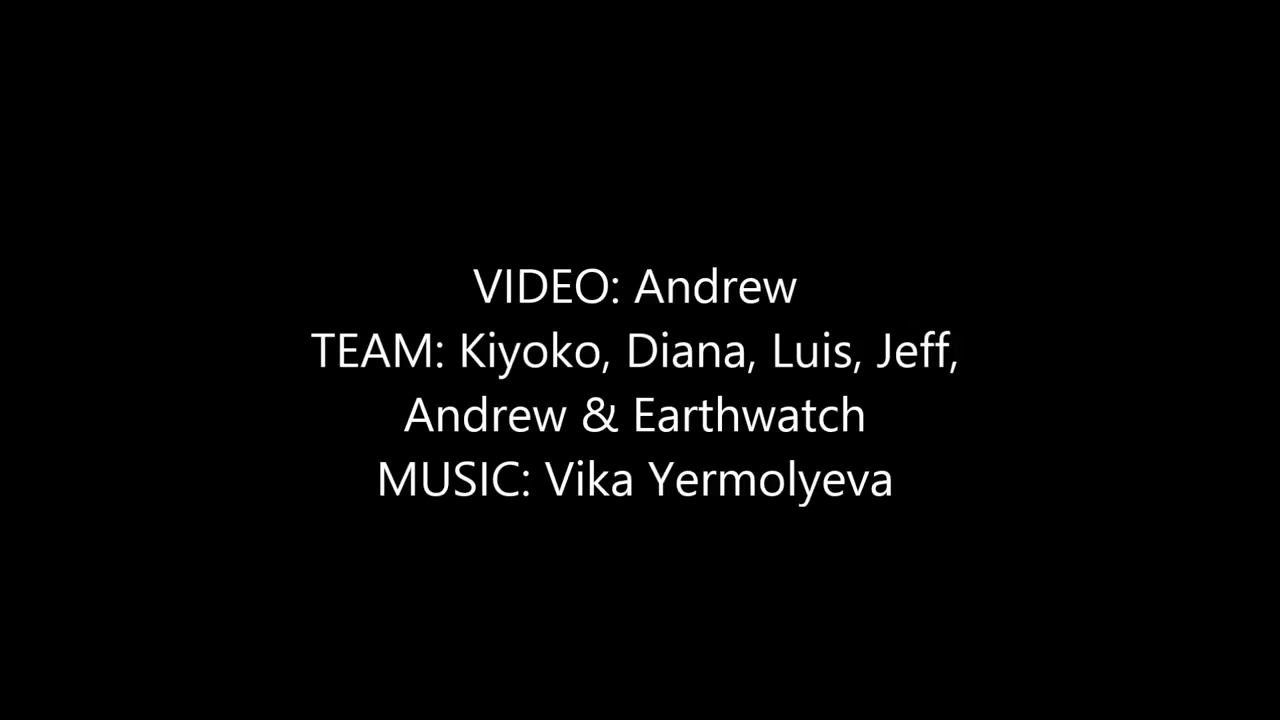 VIDEO: Andrew
TEAM: Kiyoko, Diana, Luis, Jeff,
Andrew & Earthwatch
MUSIC: Vika Yermolyeva